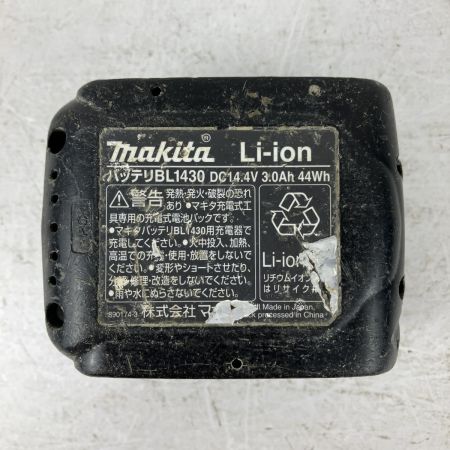 makita® Li-ion
バッテリBL1430 DC14.4V 3.0Ah 44Wh
⚠警告 発熱・発火・破裂の恐れ
あり ●マキタ充電式工
具専用の充電式電池パックです。
●マキタバッテリBL1430用充電器で
充電してください。●火中投入、加熱、
高温での充電・使用・放置をしないで
ください。●変形やショートさせたり、
分解・修理・改造をしないでください。
●雨や水にぬらさないでください。
Li-ion
リチウムイオン
はリサイク
890174-3 株式会社マ
Made in Japan,
processed in China